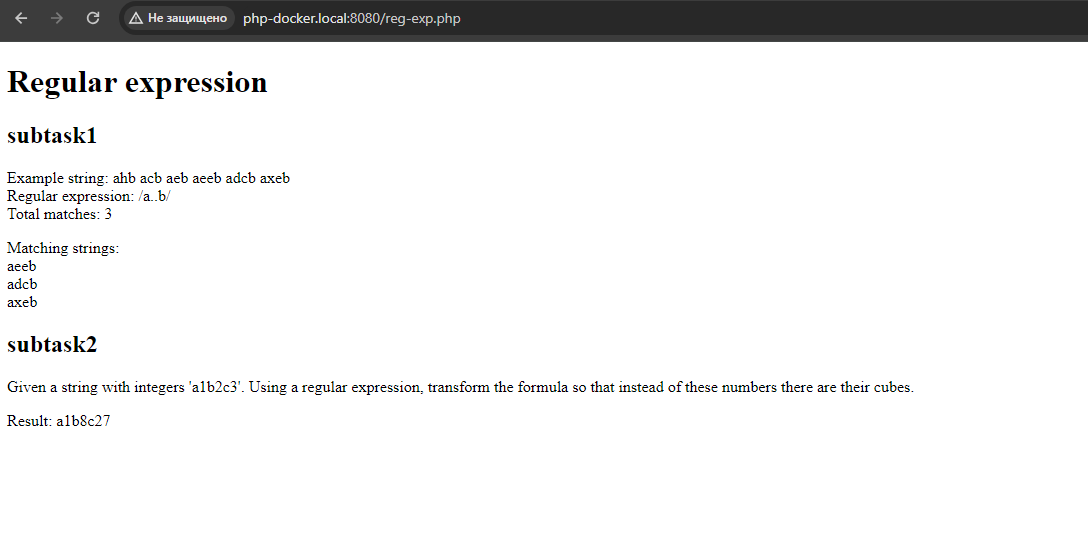 Не защищено php-docker.local:8080/reg-exp.php
Regular expression
subtask1
Example string: ahb acb aeb aeeb adcb axeb
Regular expression: /a..b/
Total matches: 3
Matching strings:
aeeb
adcb
axeb
subtask2
Given a string with integers 'a1b2c3'. Using a regular expression, transform the formula so that instead of these numbers there are their cubes.
Result: a1b8c27